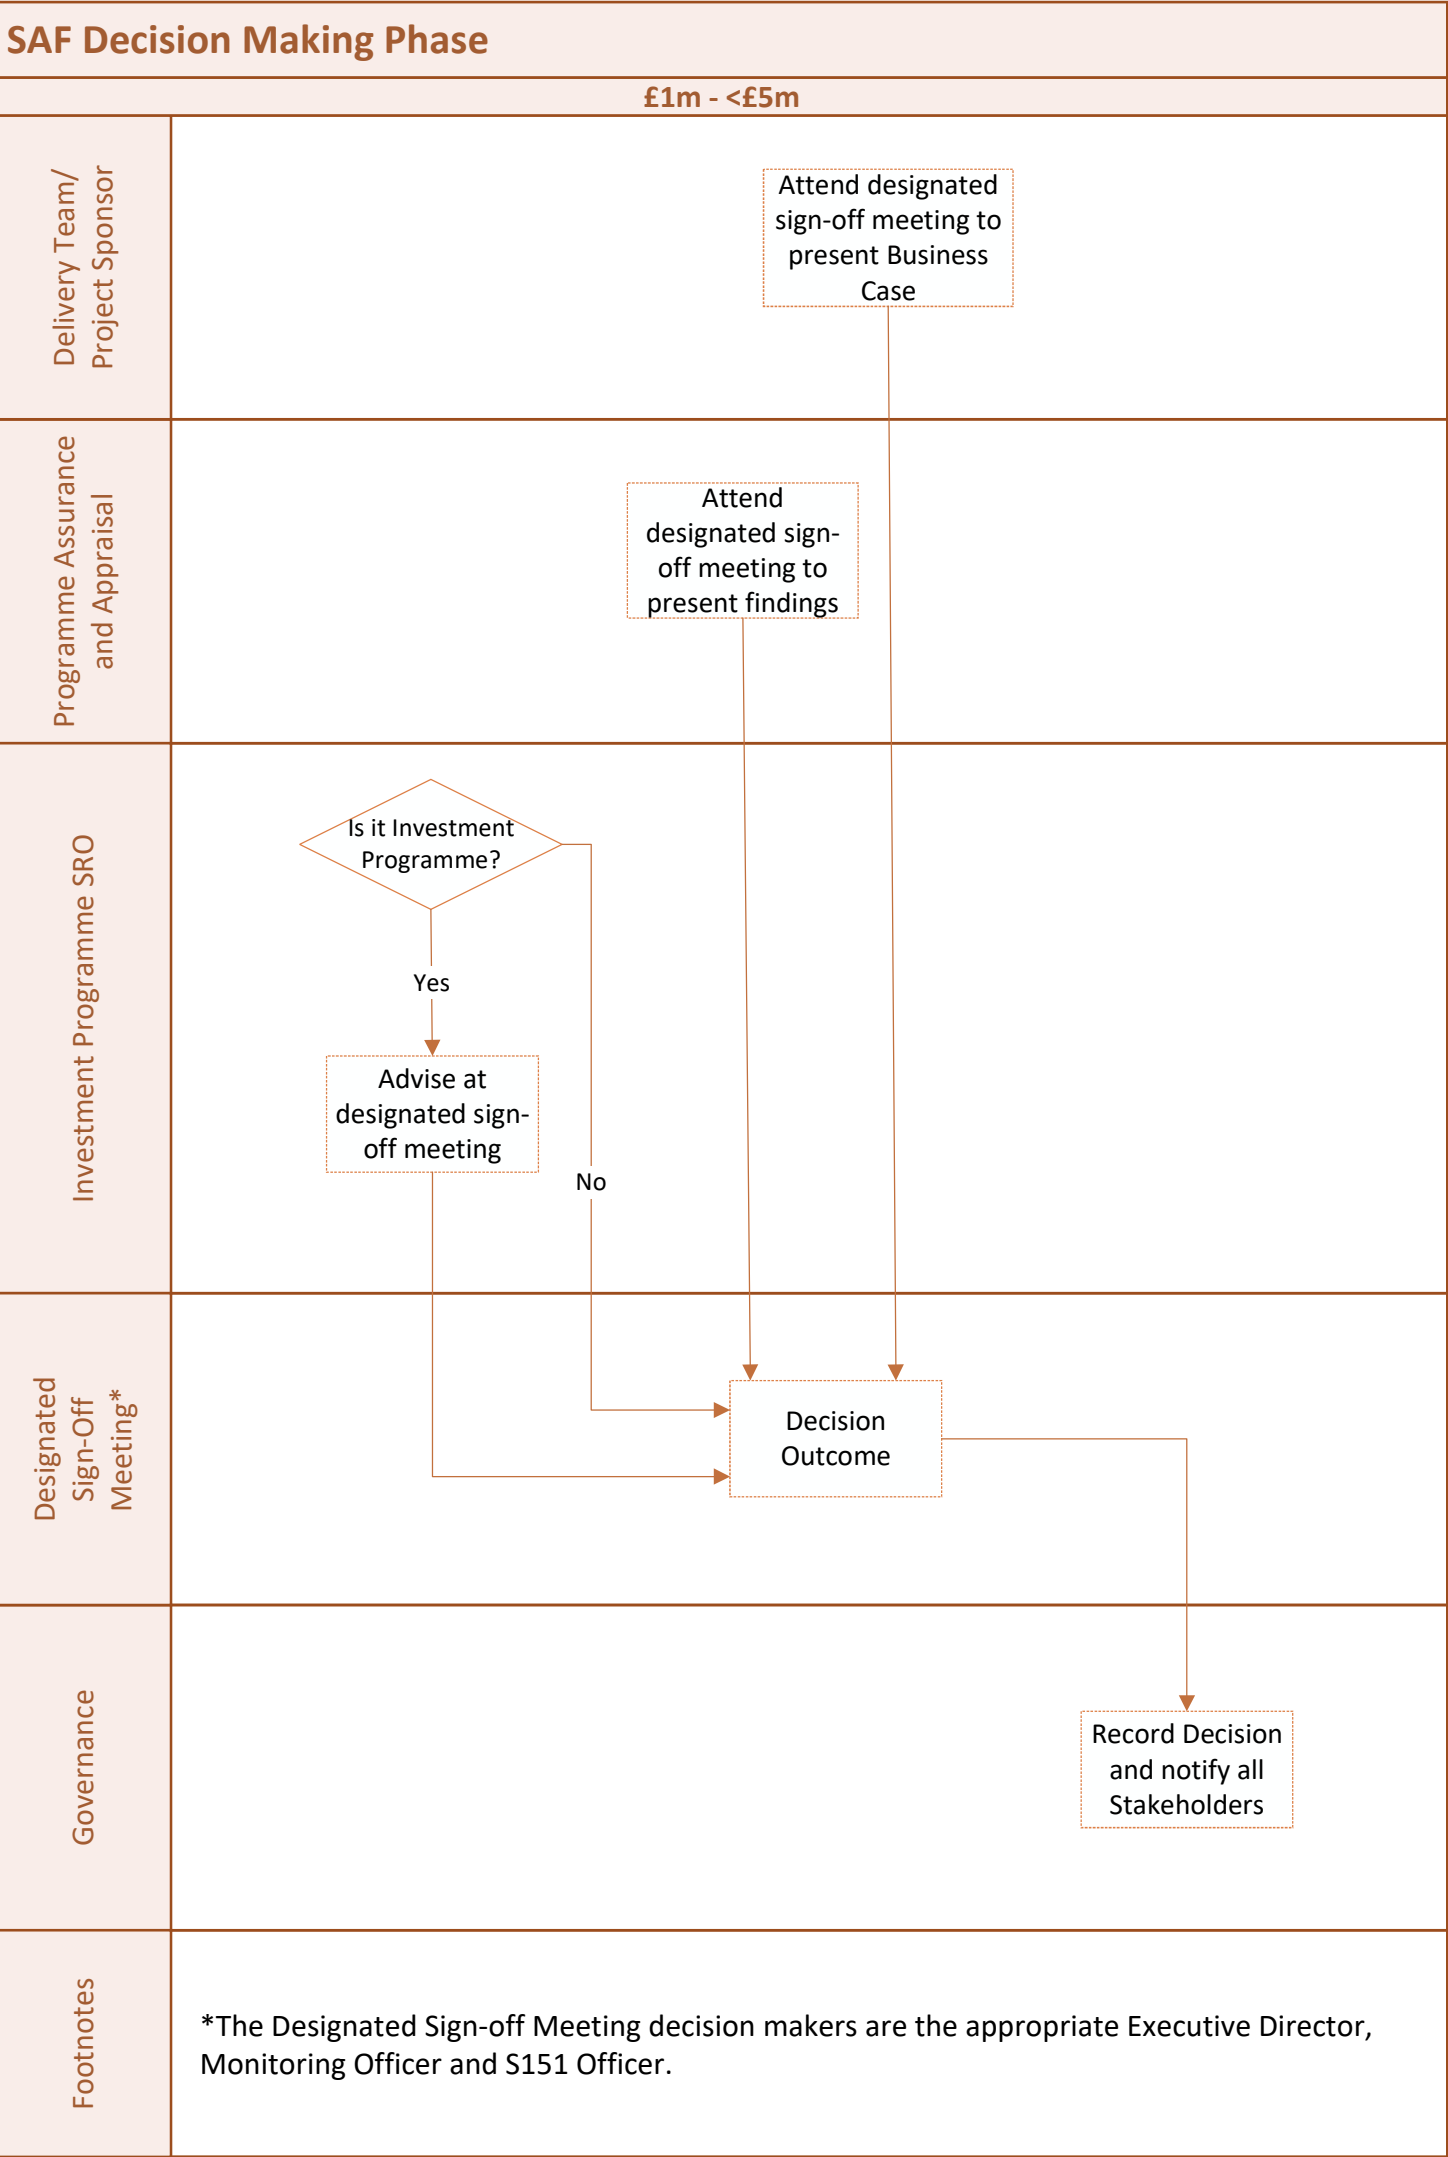 SAF Decision Making Phase
£1m - <£5m
Delivery Team/
Project Sponsor
Attend designated
sign-off meeting to
present Business
Case
Programme Assurance
and Appraisal
Attend
designated sign-
off meeting to
present findings
Investment Programme SRO
Is it Investment
Programme?
Yes
Advise at
designated sign-
off meeting
No
Designated
Sign-Off
Meeting*
Decision
Outcome
Governance
Record Decision
and notify all
Stakeholders
Footnotes
*The Designated Sign-off Meeting decision makers are the appropriate Executive Director,
Monitoring Officer and S151 Officer.